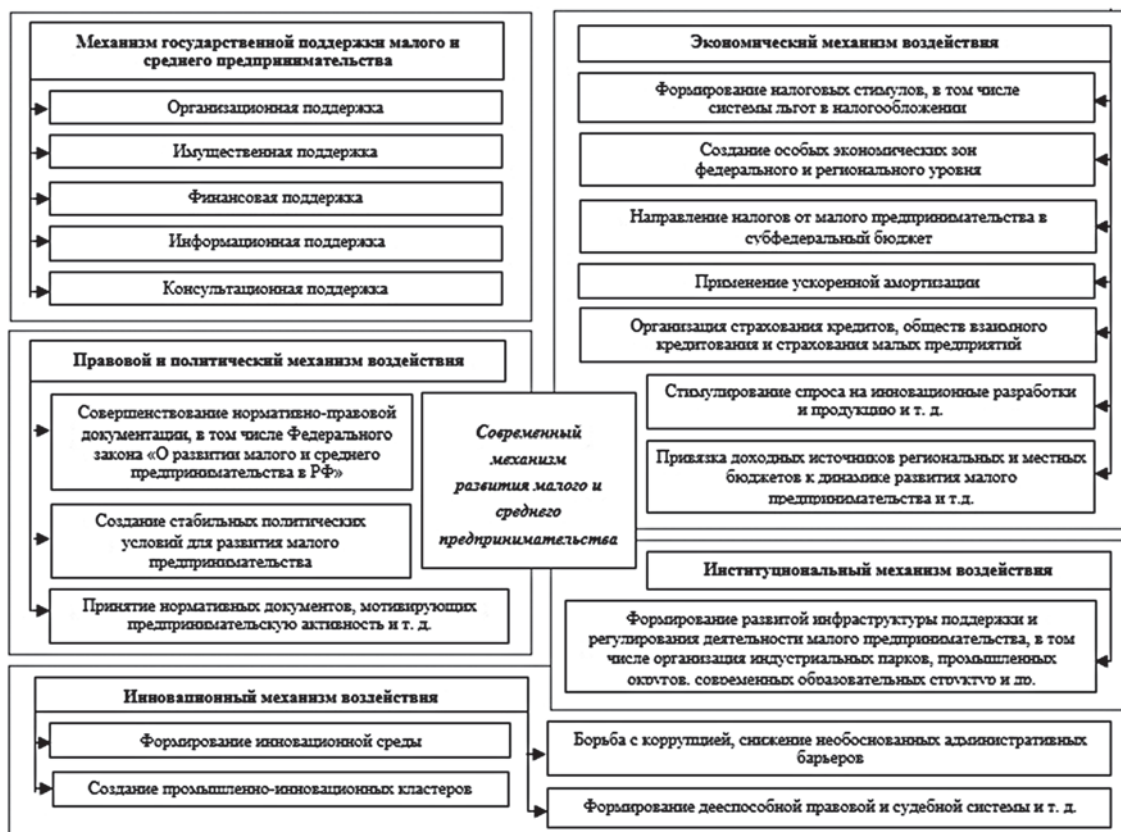 Механизм государственной поддержки малого и
среднего предпринимательства
Организационная поддержка
Имущественная поддержка
Финансовая поддержка
Информационная поддержка
Консультационная поддержка
Правовой и политический механизм воздействия
Совершенствование нормативно-правовой
документации, в том числе Федерального
закона «О развитии малого и среднего
предпринимательства в РФ»
Создание стабильных политических
условий для развития малого
предпринимательства
Принятие нормативных документов, мотивирующих
предпринимательскую активность и т. д.
Современный
механизм
развития малого и
среднего
предпринимательства
Экономический механизм воздействия
Формирование налоговых стимулов, в том числе
системы льгот в налогообложении
Создание особых экономических зон
федерального и регионального уровня
Направление налогов от малого предпринимательства в
субфедеральный бюджет
Применение ускоренной амортизации
Организация страхования кредитов, обществ взаимного
кредитования и страхования малых предприятий
Стимулирование спроса на инновационные разработки
и продукцию и т. д.
Привязка доходных источников региональных и местных
бюджетов к динамике развития малого
предпринимательства и т.д.
Институциональный механизм воздействия
Формирование развитой инфраструктуры поддержки и
регулирования деятельности малого предпринимательства, в том
числе организация индустриальных парков, промышленных
округов, современных образовательных структур и др.
Инновационный механизм воздействия
Формирование инновационной среды
Создание промышленно-инновационных кластеров
Борьба с коррупцией, снижение необоснованных административных
барьеров
Формирование дееспособной правовой и судебной системы и т. д.